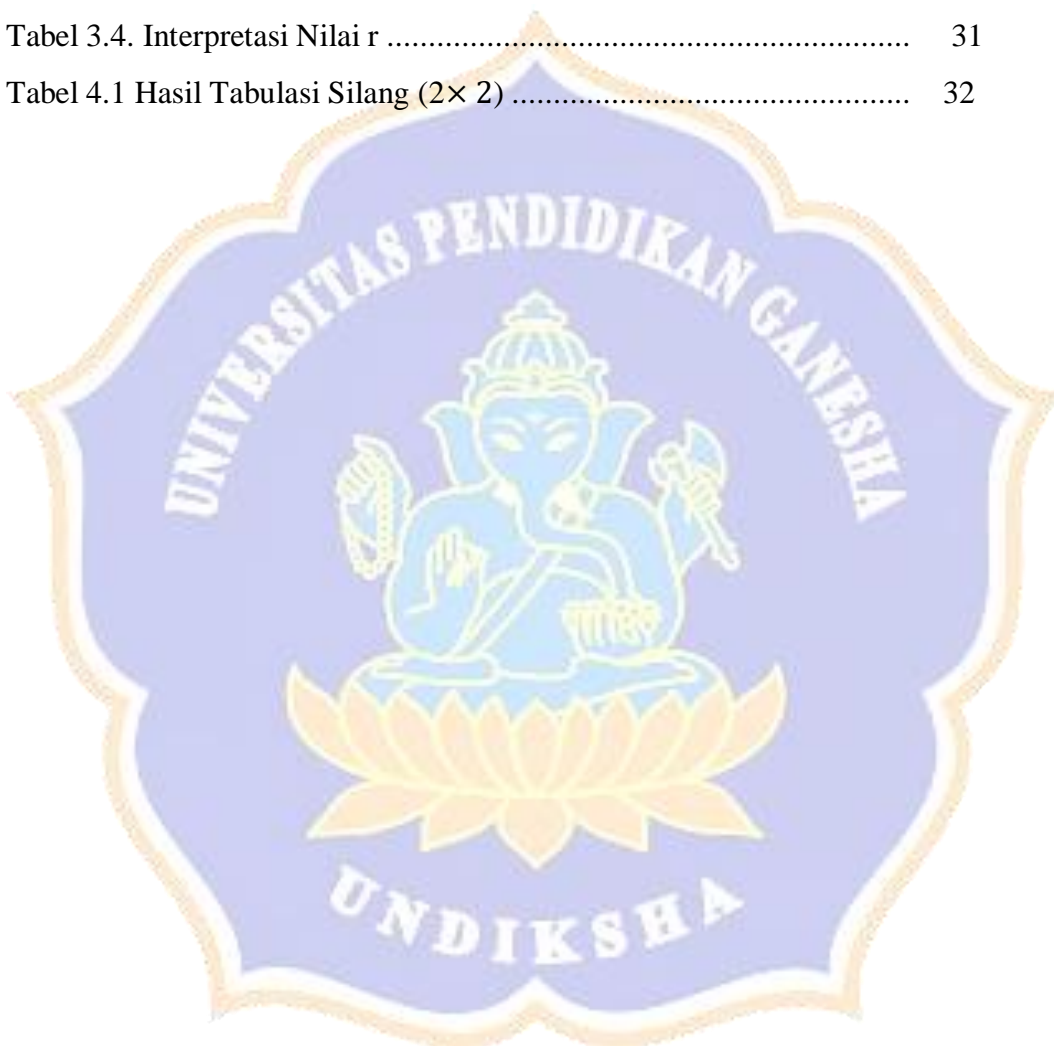 Tabel 3.4. Interpretasi Nilai r ............................................................... 31
Tabel 4.1 Hasil Tabulasi Silang (2× 2) ................................................ 32
UNIVERSITAS PENDIDIKAN GANESHA
UNDIKSHA